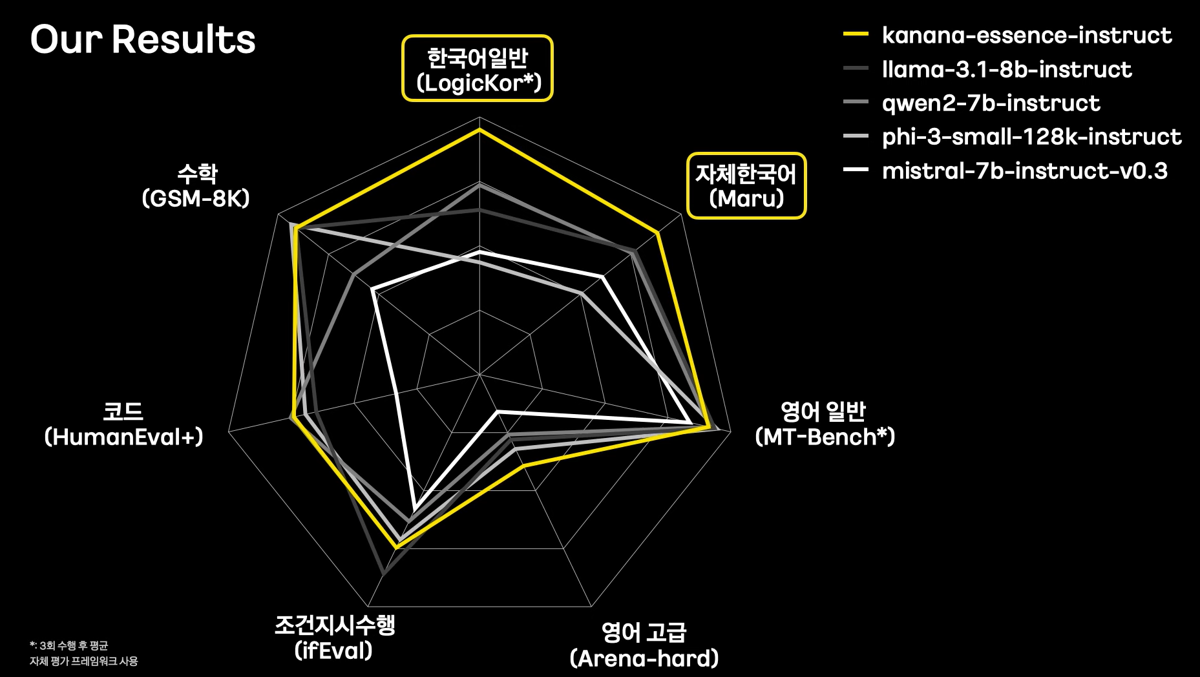 Our Results
kanana-essence-instruct
llama-3.1-8b-instruct
qwen2-7b-instruct
phi-3-small-128k-instruct
mistral-7b-instruct-v0.3
한국어일반
(LogicKor*)
자체한국어
(Maru)
영어 일반
(MT-Bench*)
영어 고급
(Arena-hard)
조건지시수행
(ifEval)
코드
(HumanEval+)
수학
(GSM-8K)
*: 3회 수행 후 평균
자체 평가 프레임워크 사용